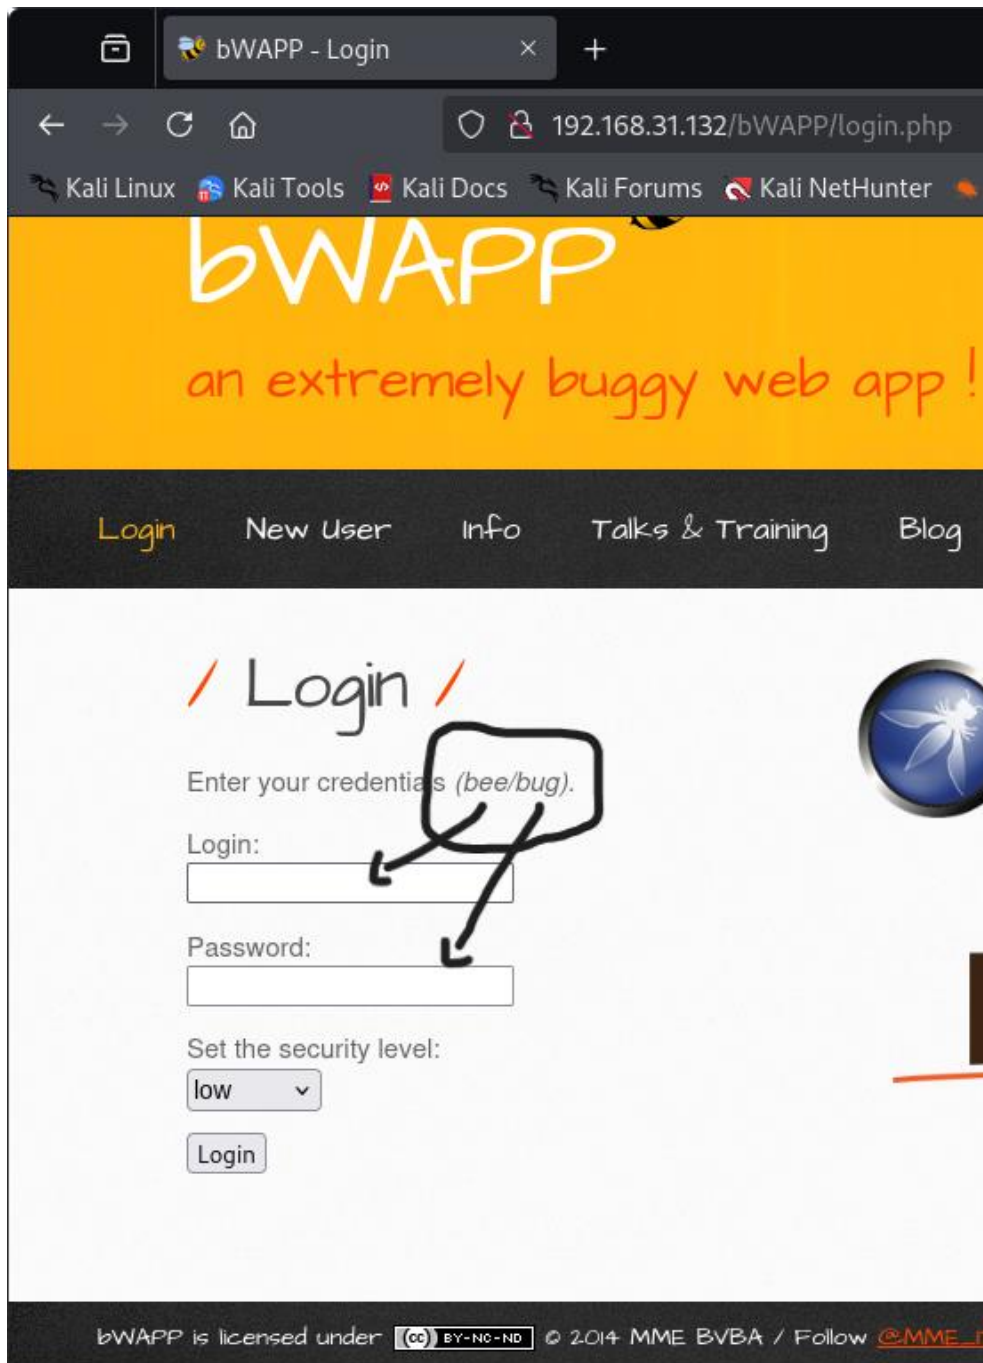 bWAPP - Login
192.168.31.132/bWAPP/login.php
Kali Linux Kali Tools Kali Docs Kali Forums Kali NetHunter
bWAPP
an extremely buggy web app !
Login New User Info Talks & Training Blog
/ Login /
Enter your credentials (bee/bug).
Login:
Password:
Set the security level:
low
Login
bWAPP is licensed under (cc) BY-NC-ND © 2014 MME BVBA / Follow